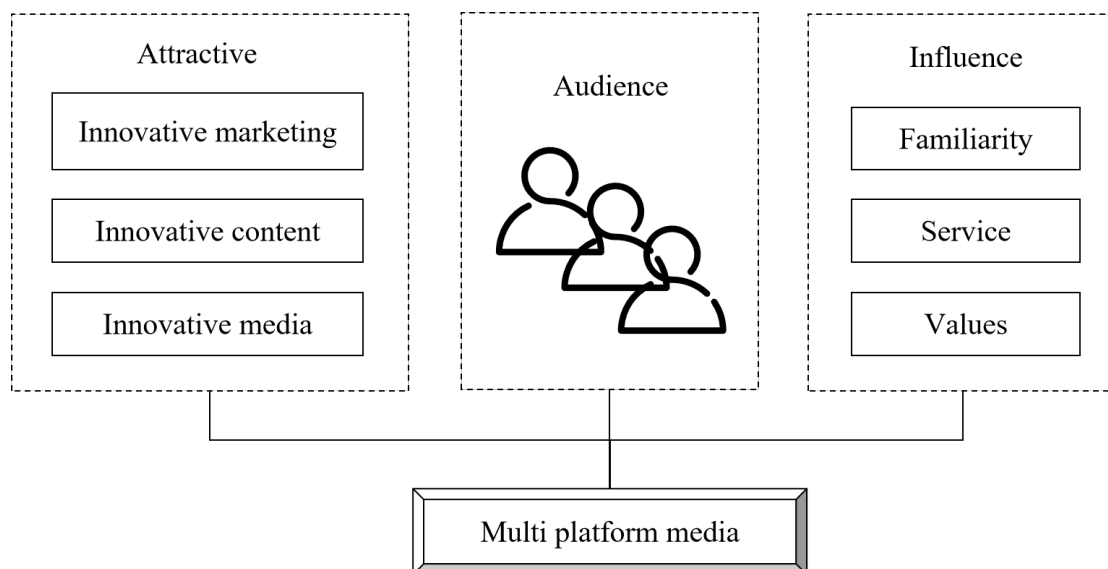 Attractive
Innovative marketing
Innovative content
Innovative media
Audience
Influence
Familiarity
Service
Values
Multi platform media